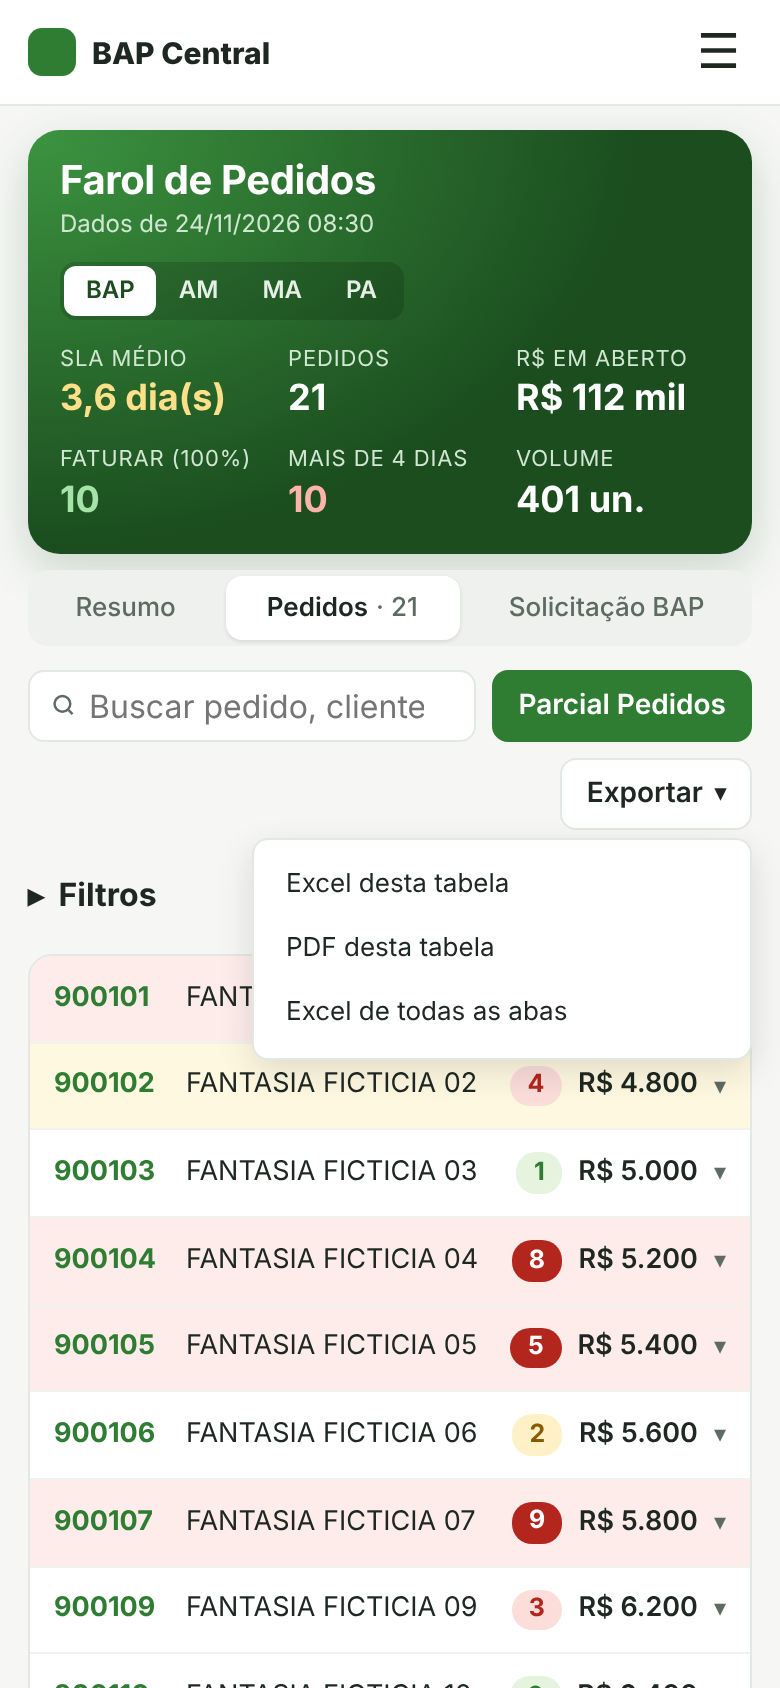 BAP Central
☰
Farol de Pedidos
Dados de 24/11/2026 08:30
BAP AM MA PA
SLA MÉDIO PEDIDOS R$ EM ABERTO
3,6 dia(s) 21 R$ 112 mil
FATURAR (100%) MAIS DE 4 DIAS VOLUME
10 10 401 un.
Resumo Pedidos · 21 Solicitação BAP
Buscar pedido, cliente Parcial Pedidos
Exportar ▾
▸ Filtros
Excel desta tabela
PDF desta tabela
Excel de todas as abas
900101 FANT
900102 FANTASIA FICTICIA 02 4 R$ 4.800 ▾
900103 FANTASIA FICTICIA 03 1 R$ 5.000 ▾
900104 FANTASIA FICTICIA 04 8 R$ 5.200 ▾
900105 FANTASIA FICTICIA 05 5 R$ 5.400 ▾
900106 FANTASIA FICTICIA 06 2 R$ 5.600 ▾
900107 FANTASIA FICTICIA 07 9 R$ 5.800 ▾
900109 FANTASIA FICTICIA 09 3 R$ 6.200 ▾